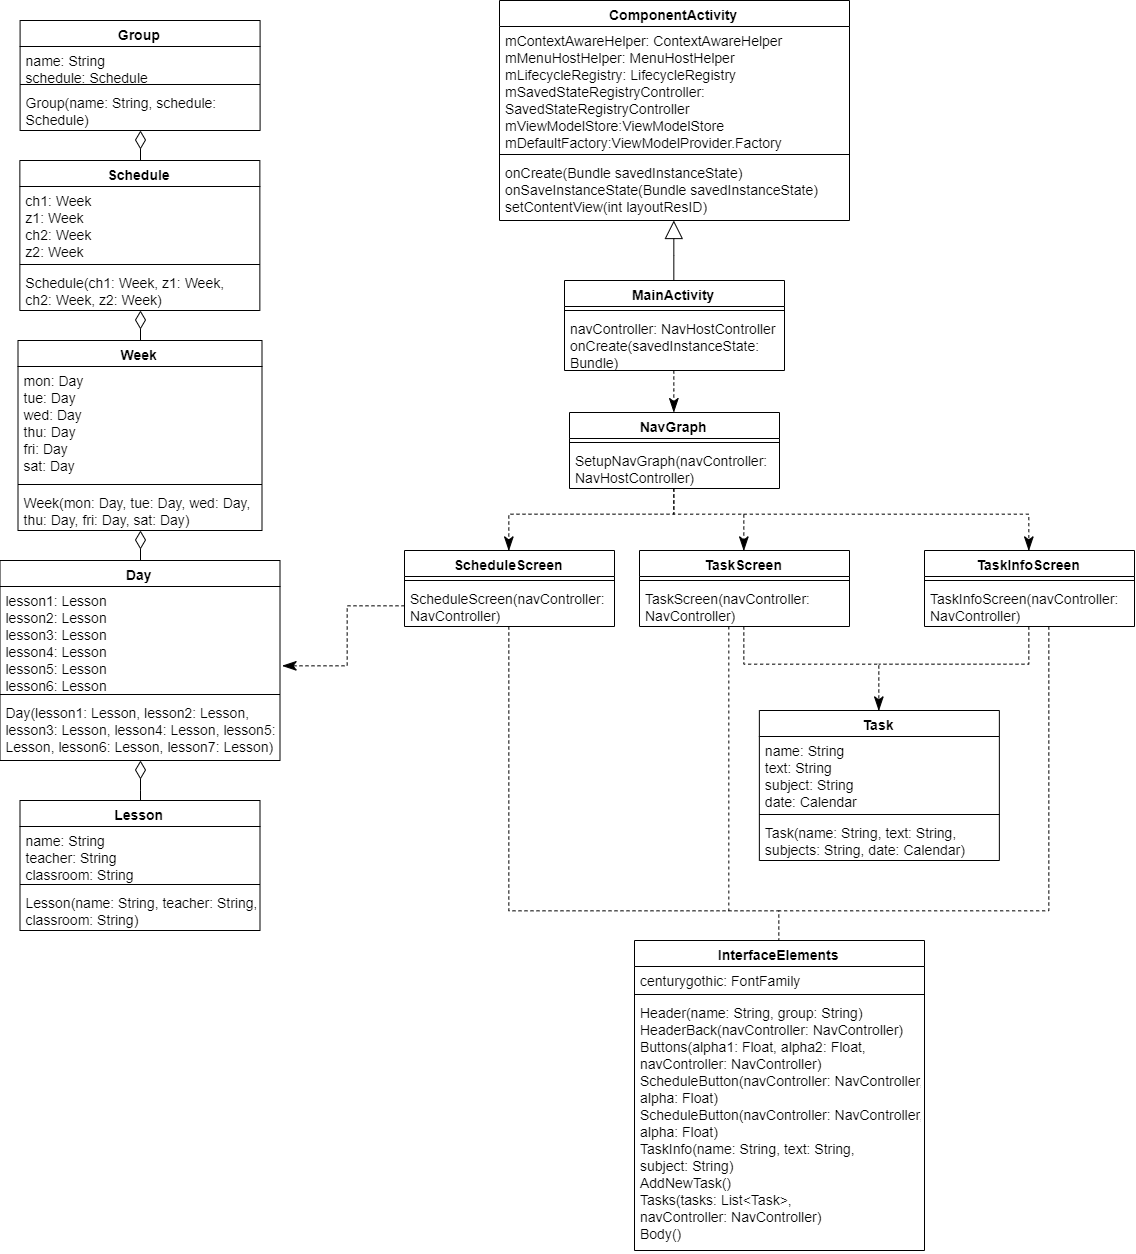 Group
name: String
schedule: Schedule
Group(name: String, schedule:
Schedule)
Schedule
ch1: Week
z1: Week
ch2: Week
z2: Week
Schedule(ch1: Week, z1: Week,
ch2: Week, z2: Week)
Week
mon: Day
tue: Day
wed: Day
thu: Day
fri: Day
sat: Day
Week(mon: Day, tue: Day, wed: Day,
thu: Day, fri: Day, sat: Day)
Day
lesson1: Lesson
lesson2: Lesson
lesson3: Lesson
lesson4: Lesson
lesson5: Lesson
lesson6: Lesson
Day(lesson1: Lesson, lesson2: Lesson,
lesson3: Lesson, lesson4: Lesson, lesson5:
Lesson, lesson6: Lesson, lesson7: Lesson)
Lesson
name: String
teacher: String
classroom: String
Lesson(name: String, teacher: String,
classroom: String)
ComponentActivity
mContextAwareHelper: ContextAwareHelper
mMenuHostHelper: MenuHostHelper
mLifecycleRegistry: LifecycleRegistry
mSavedStateRegistryController:
SavedStateRegistryController
mViewModelStore:ViewModelStore
mDefaultFactory:ViewModelProvider.Factory
onCreate(Bundle savedInstanceState)
onSaveInstanceState(Bundle savedInstanceState)
setContentView(int layoutResID)
MainActivity
navController: NavHostController
onCreate(savedInstanceState:
Bundle)
NavGraph
SetupNavGraph(navController:
NavHostController)
ScheduleScreen
ScheduleScreen(navController:
NavController)
TaskScreen
TaskScreen(navController:
NavController)
TaskInfoScreen
TaskInfoScreen(navController:
NavController)
Task
name: String
text: String
subject: String
date: Calendar
Task(name: String, text: String,
subjects: String, date: Calendar)
InterfaceElements
centurygothic: FontFamily
Header(name: String, group: String)
HeaderBack(navController: NavController)
Buttons(alpha1: Float, alpha2: Float,
navController: NavController)
ScheduleButton(navController: NavController,
alpha: Float)
ScheduleButton(navController: NavController,
alpha: Float)
TaskInfo(name: String, text: String,
subject: String)
AddNewTask()
Tasks(tasks: List<Task>,
navController: NavController)
Body()